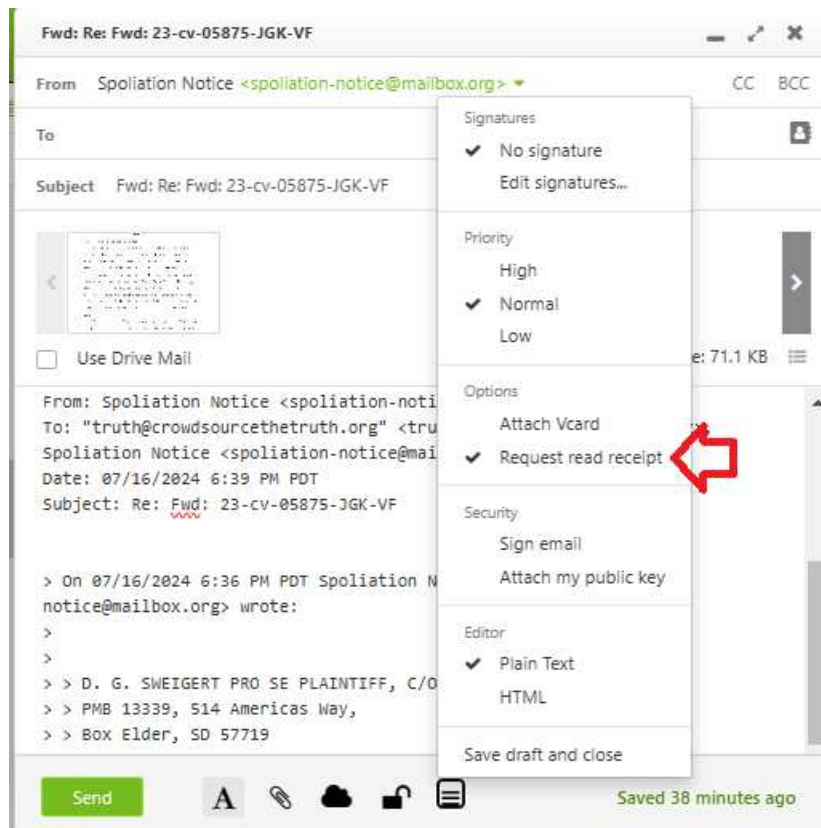 Fwd: Re: Fwd: 23-cv-05875-JGK-VF
From Spoliation Notice <spoliation-notice@mailbox.org> CC BCC
To
Subject Fwd: Re: Fwd: 23-cv-05875-JGK-VF
Use Drive Mail
e: 71.1 KB
From: Spoliation Notice <spoliation-noti
To: "truth@crowdsourcethetruth.org" <tru
Spoliation Notice <spoliation-notice@mai
Date: 07/16/2024 6:39 PM PDT
Subject: Re: Fwd: 23-cv-05875-JGK-VF
> On 07/16/2024 6:36 PM PDT Spoliation N
notice@mailbox.org> wrote:
>
>
> > D. G. SWEIGERT PRO SE PLAINTIFF, C/O
> > PMB 13339, 514 Americas Way,
> > Box Elder, SD 57719
Signatures
No signature
Edit signatures...
Priority
High
Normal
Low
Options
Attach Vcard
Request read receipt
Security
Sign email
Attach my public key
Editor
Plain Text
HTML
Save draft and close
Send
A
Saved 38 minutes ago